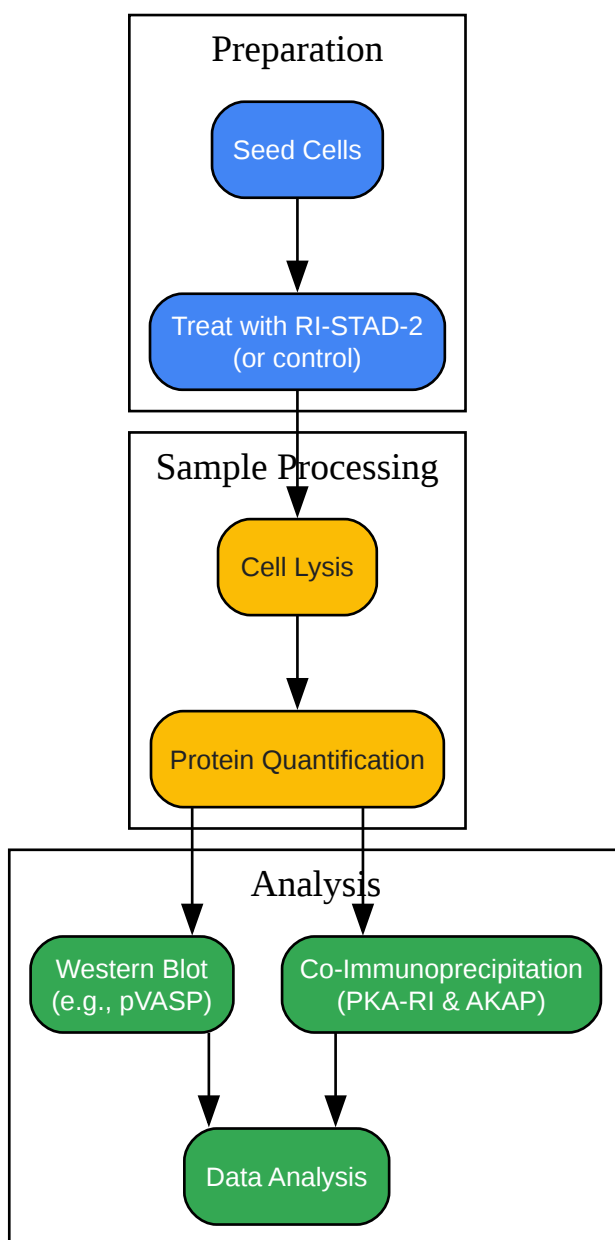 Preparation
Seed Cells
Treat with RI-STAD-2
(or control)
Sample Processing
Cell Lysis
Protein Quantification
Analysis
Western Blot
(e.g., pVASP)
Co-Immunoprecipitation
(PKA-RI & AKAP)
Data Analysis